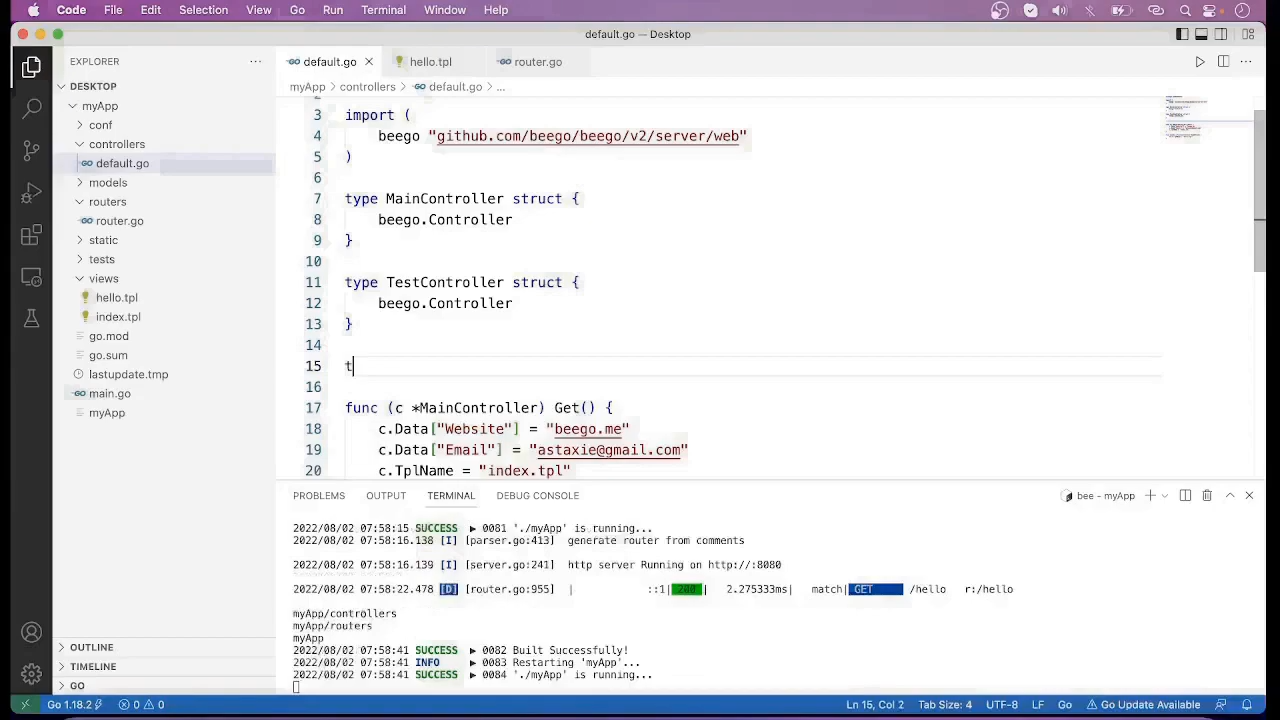 Code File Edit Selection View Go Run Terminal Window Help
default.go — Desktop
EXPLORER
DESKTOP
myApp
conf
controllers
default.go
models
routers
router.go
static
tests
views
hello.tpl
index.tpl
go.mod
go.sum
lastupdate.tmp
main.go
myApp
OUTLINE
TIMELINE
GO
default.go hello.tpl router.go
myApp > controllers > default.go > ...
2
3 import (
4 beego "github.com/beego/beego/v2/server/web"
5 )
6
7 type MainController struct {
8 beego.Controller
9 }
10
11 type TestController struct {
12 beego.Controller
13 }
14
15 t
16
17 func (c *MainController) Get() {
18 c.Data["Website"] = "beego.me"
19 c.Data["Email"] = "astaxie@gmail.com"
20 c.TplName = "index.tpl"
PROBLEMS OUTPUT TERMINAL DEBUG CONSOLE
bee - myApp
2022/08/02 07:58:15 SUCCESS ▶ 0081 './myApp' is running...
2022/08/02 07:58:16.138 [I] [parser.go:413] generate router from comments
2022/08/02 07:58:16.139 [I] [server.go:241] http server Running on http://:8080
2022/08/02 07:58:22.478 [D] [router.go:955] | ::1| 200 | 2.275333ms| match| GET /hello r:/hello
myApp/controllers
myApp/routers
myApp
2022/08/02 07:58:41 SUCCESS ▶ 0082 Built Successfully!
2022/08/02 07:58:41 INFO ▶ 0083 Restarting 'myApp'...
2022/08/02 07:58:41 SUCCESS ▶ 0084 './myApp' is running...
Go 1.18.2 0 0 Ln 15, Col 2 Tab Size: 4 UTF-8 LF Go Go Update Available